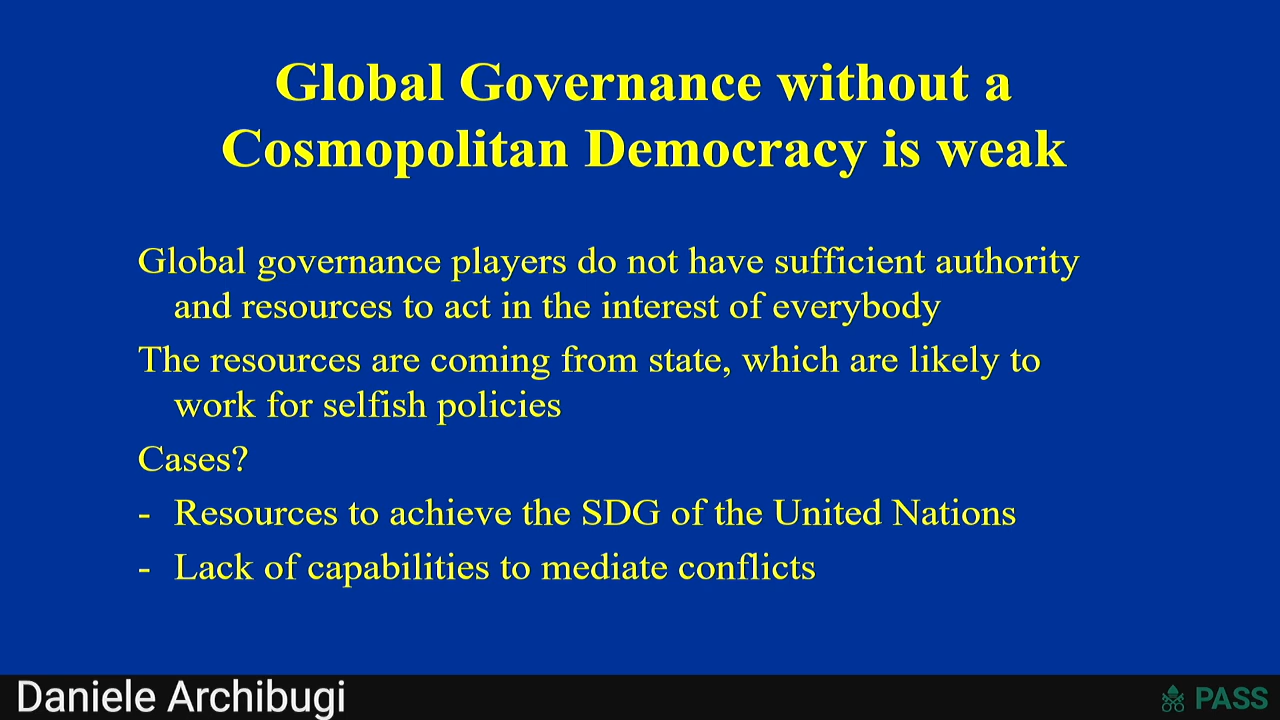 Global Governance without a
Cosmopolitan Democracy is weak
Global governance players do not have sufficient authority
and resources to act in the interest of everybody
The resources are coming from state, which are likely to
work for selfish policies
Cases?
- Resources to achieve the SDG of the United Nations
- Lack of capabilities to mediate conflicts
Daniele Archibugi
PASS